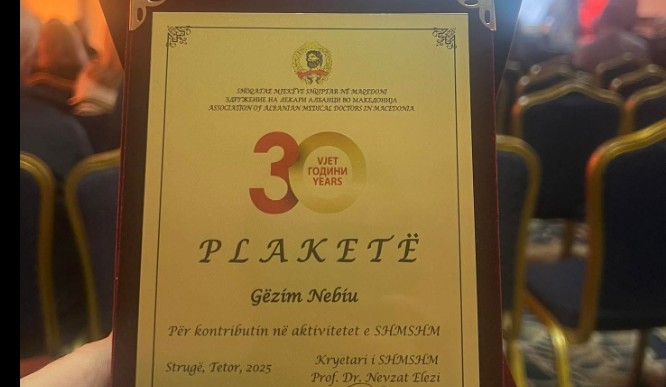 SHOQATAE MJEKËVE SHQIPTAR NË MAQEDONI
ЗДРУЖЕНИЕ НА ЛЕКАРИ АЛБАНЦИ ВО МАКЕДОНИЈА
ASSOCIATION OF ALBANIAN MEDICAL DOCTORS IN MACEDONIA
30
VJET
ГОДИНИ
YEARS
PLAKETË
Gëzim Nebiu
Për kontributin në aktivitetet e SHMSHM
Strugë, Tetor, 2025
Kryetari i SHMSHM
Prof. Dr. Nevzat Elezi